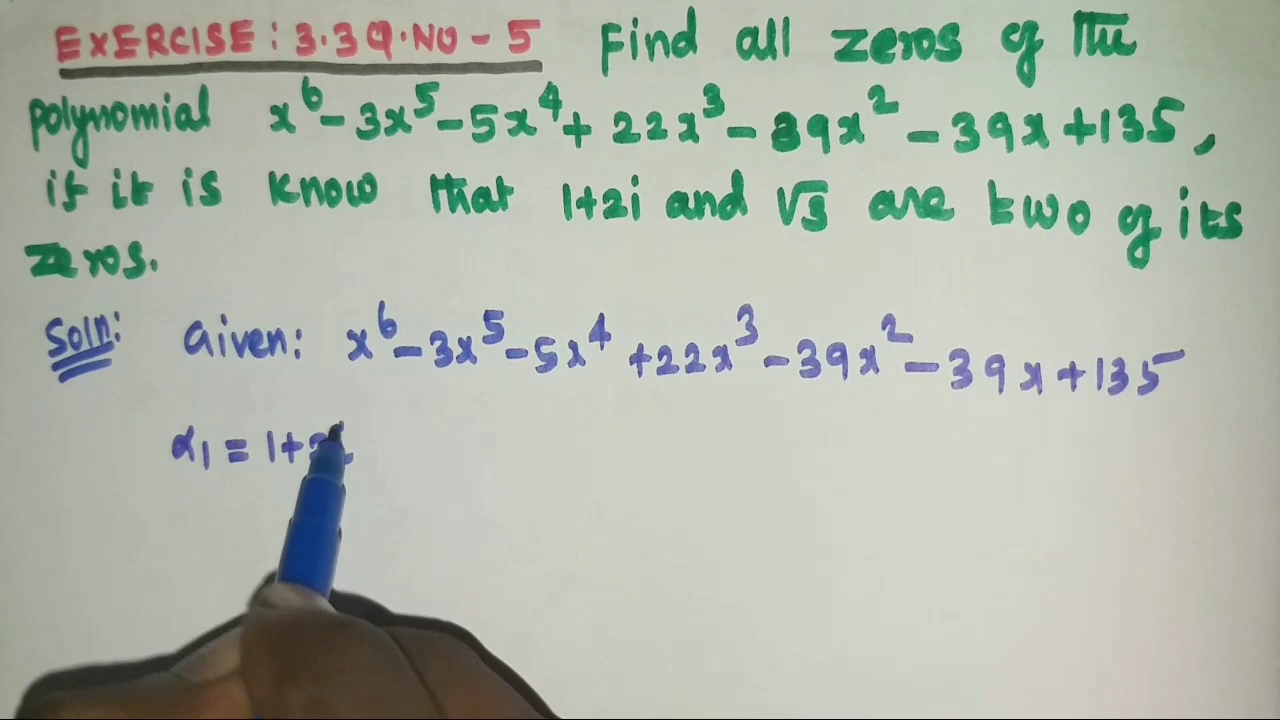 EXERCISE: 3.3 Q.NO - 5 Find all zeros of the
polynomial x⁶ - 3x⁵ - 5x⁴ + 22x³ - 39x² - 39x + 135,
if it is know that 1+2i and √3 are two of its
zeros.
Soln: Given: x⁶ - 3x⁵ - 5x⁴ + 22x³ - 39x² - 39x + 135
α₁ = 1+